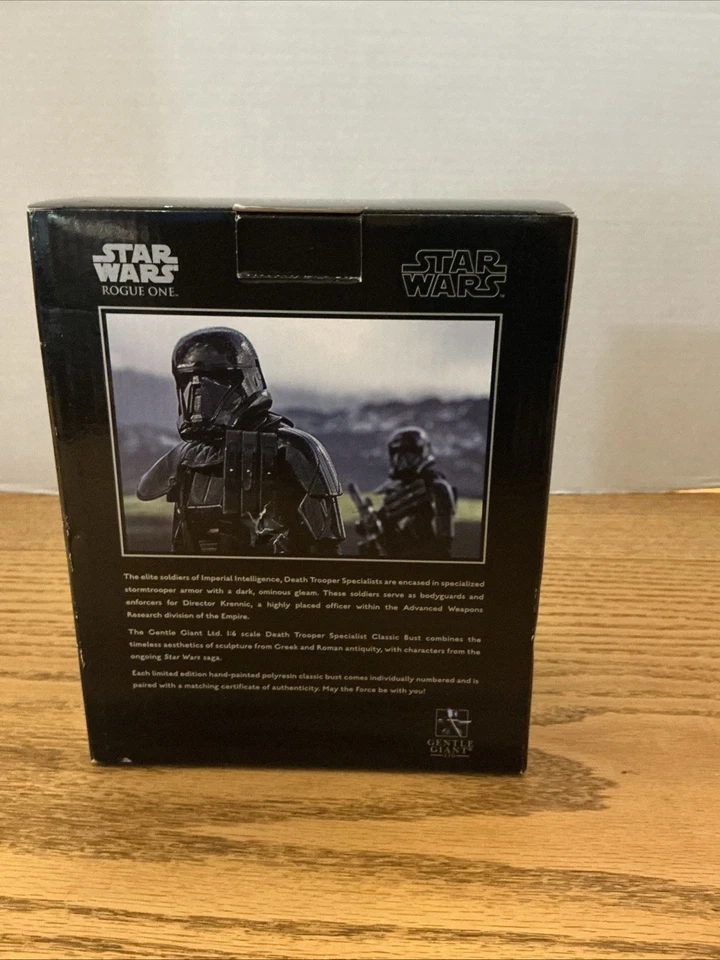 STAR
WARS
ROGUE ONE™
STAR
WARS™
The elite soldiers of Imperial Intelligence, Death Trooper Specialists are encased in specialized
stormtrooper armor with a dark, ominous gleam. These soldiers serve as bodyguards and
enforcers for Director Krennic, a highly placed officer within the Advanced Weapons
Research division of the Empire.
The Gentle Giant Ltd. 1:6 scale Death Trooper Specialist Classic Bust combines the
timeless aesthetics of sculpture from Greek and Roman antiquity, with characters from the
ongoing Star Wars saga.
Each limited edition hand-painted polyresin classic bust comes individually numbered and is
paired with a matching certificate of authenticity. May the Force be with you!
GENTLE
GIANT
LTD